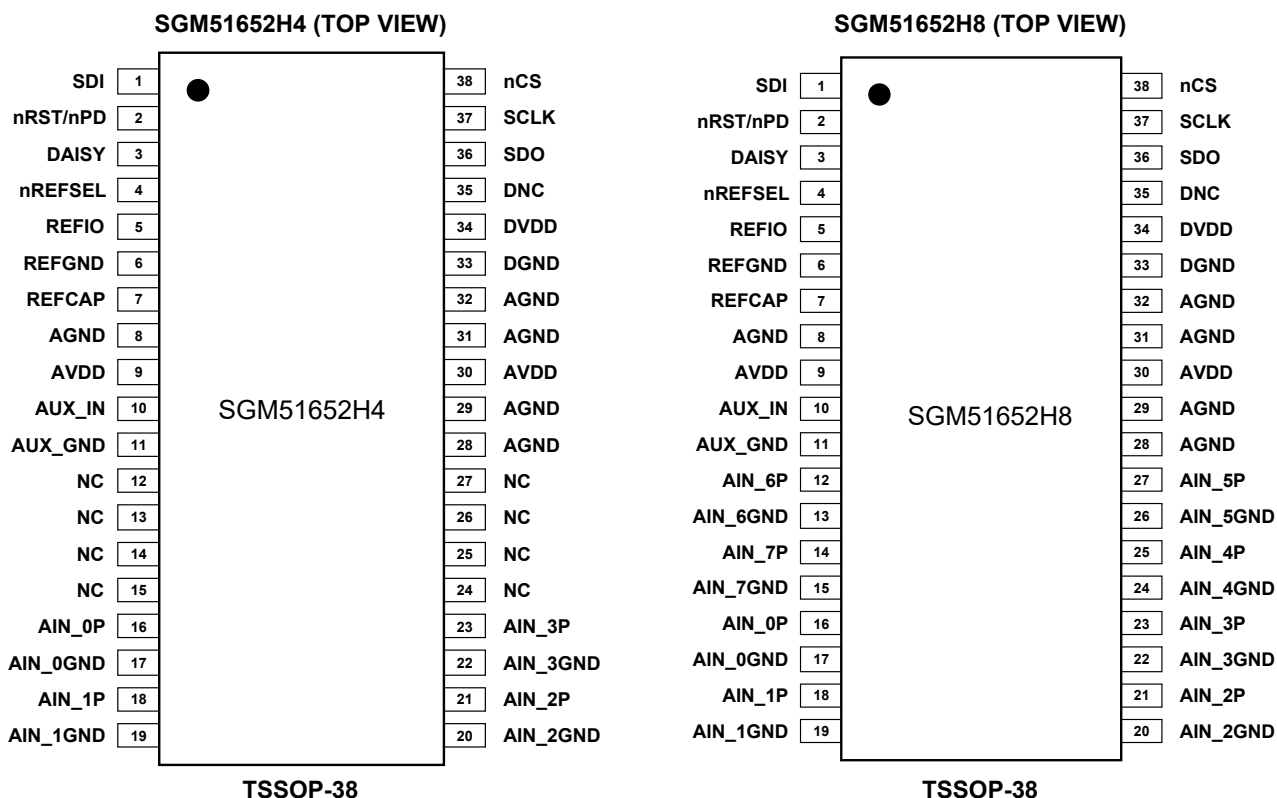 SGM51652H4 (TOP VIEW)
SDI 1 38 nCS
nRST/nPD 2 37 SCLK
DAISY 3 36 SDO
nREFSEL 4 35 DNC
REFIO 5 34 DVDD
REFGND 6 33 DGND
REFCAP 7 32 AGND
AGND 8 31 AGND
AVDD 9 30 AVDD
AUX_IN 10 29 AGND
SGM51652H4
AUX_GND 11 28 AGND
NC 12 27 NC
NC 13 26 NC
NC 14 25 NC
NC 15 24 NC
AIN_0P 16 23 AIN_3P
AIN_0GND 17 22 AIN_3GND
AIN_1P 18 21 AIN_2P
AIN_1GND 19 20 AIN_2GND
TSSOP-38
SGM51652H8 (TOP VIEW)
SDI 1 38 nCS
nRST/nPD 2 37 SCLK
DAISY 3 36 SDO
nREFSEL 4 35 DNC
REFIO 5 34 DVDD
REFGND 6 33 DGND
REFCAP 7 32 AGND
AGND 8 31 AGND
AVDD 9 30 AVDD
AUX_IN 10 29 AGND
SGM51652H8
AUX_GND 11 28 AGND
AIN_6P 12 27 AIN_5P
AIN_6GND 13 26 AIN_5GND
AIN_7P 14 25 AIN_4P
AIN_7GND 15 24 AIN_4GND
AIN_0P 16 23 AIN_3P
AIN_0GND 17 22 AIN_3GND
AIN_1P 18 21 AIN_2P
AIN_1GND 19 20 AIN_2GND
TSSOP-38